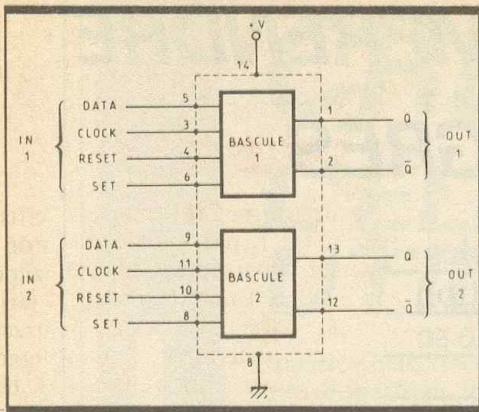 + V
14
DATA 5
CLOCK 3
RESET 4
SET 6
IN 1
BASCULE 1
1 Q
2 Q̅
OUT 1
DATA 9
CLOCK 11
RESET 10
SET 8
IN 2
BASCULE 2
13 Q
12 Q̅
OUT 2
8